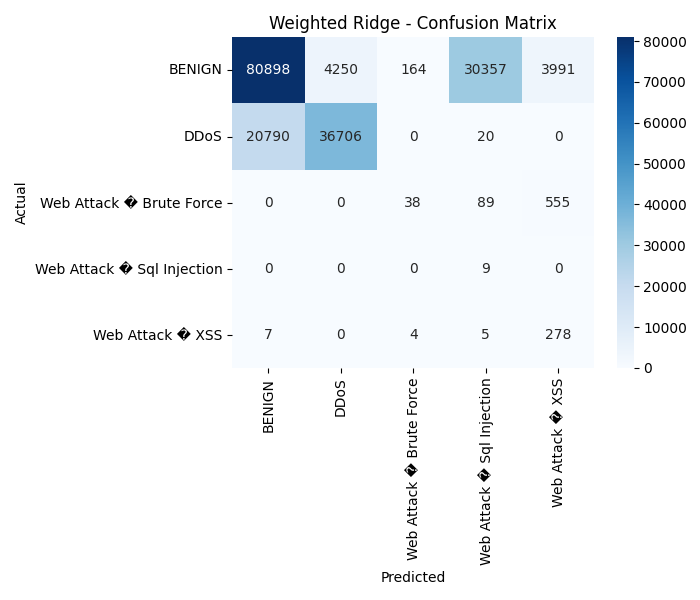 Weighted Ridge - Confusion Matrix
BENIGN 80898 4250 164 30357 3991
DDoS 20790 36706 0 20 0
Web Attack � Brute Force 0 0 38 89 555
Web Attack � Sql Injection 0 0 0 9 0
Web Attack � XSS 7 0 4 5 278
Actual
BENIGN
DDoS
Web Attack � Brute Force
Web Attack � Sql Injection
Web Attack � XSS
Predicted
80000
70000
60000
50000
40000
30000
20000
10000
0